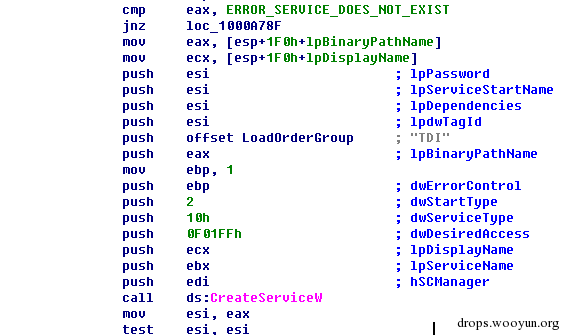 cmp eax, ERROR_SERVICE_DOES_NOT_EXIST
jnz loc_1000A78F
mov eax, [esp+1F0h+lpBinaryPathName]
mov ecx, [esp+1F0h+lpDisplayName]
push esi ; lpPassword
push esi ; lpServiceStartName
push esi ; lpDependencies
push esi ; lpdwTagId
push offset LoadOrderGroup ; "TDI"
push eax ; lpBinaryPathName
mov ebp, 1
push ebp ; dwErrorControl
push 2 ; dwStartType
push 10h ; dwServiceType
push 0F01FFh ; dwDesiredAccess
push ecx ; lpDisplayName
push ebx ; lpServiceName
push edi ; hSCManager
call ds:CreateServiceW
mov esi, eax
test esi, esi
drops.wooyun.org